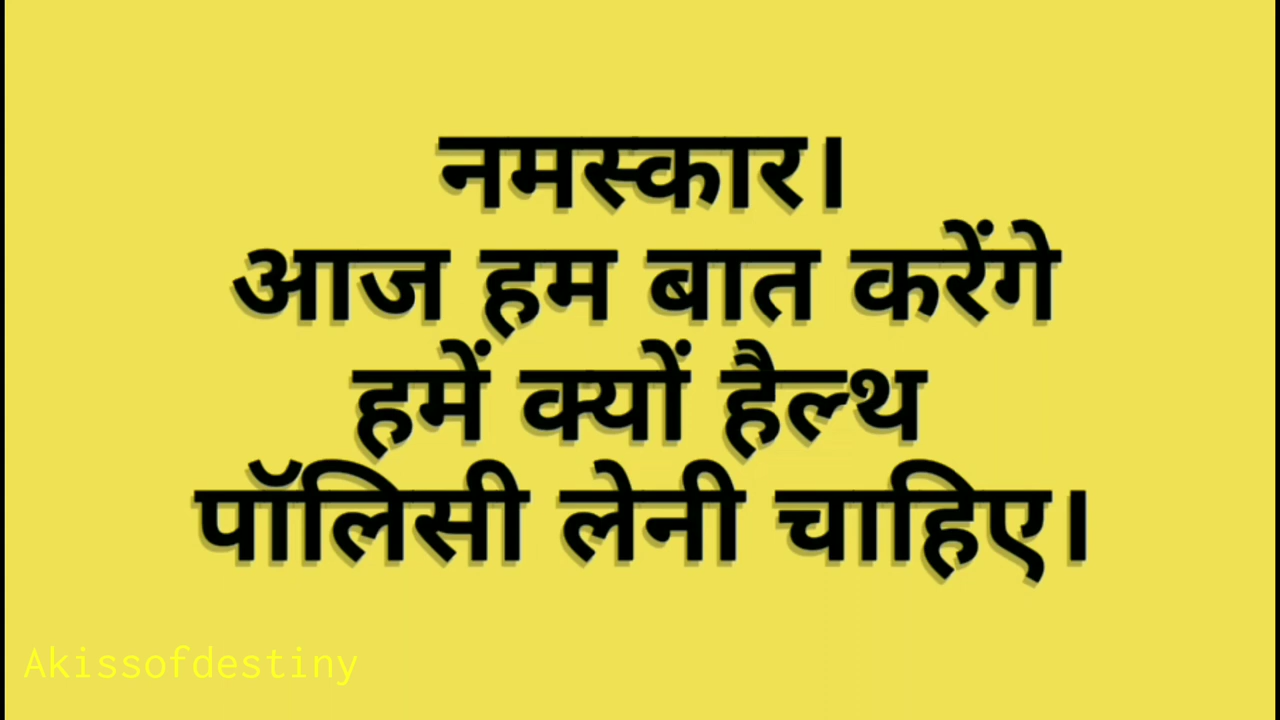 नमस्कार।
आज हम बात करेंगे
हमें क्यों हैल्थ
पॉलिसी लेनी चाहिए।
Akissofdestiny